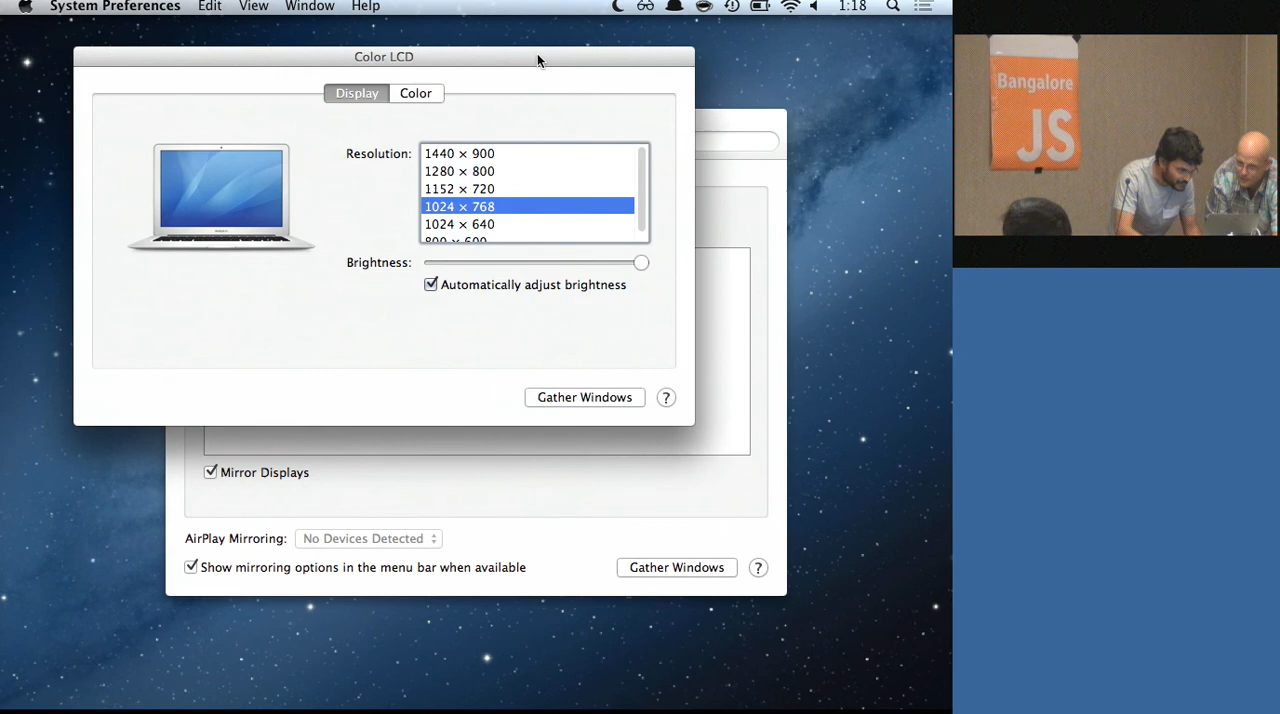 System Preferences Edit View Window Help 1:18
Color LCD
Display Color
Resolution: 1440 × 900
1280 × 800
1152 × 720
1024 × 768
1024 × 640
800 × 600
Brightness:
Automatically adjust brightness
Gather Windows ?
Mirror Displays
AirPlay Mirroring: No Devices Detected
Show mirroring options in the menu bar when available
Gather Windows ?
Bangalore
JS